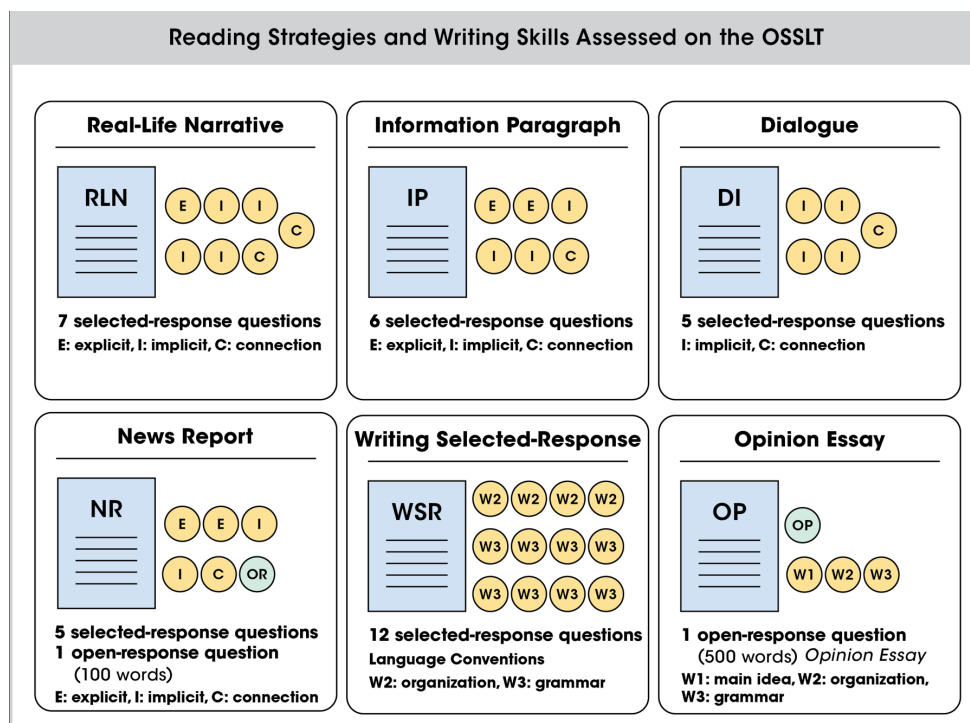 Reading Strategies and Writing Skills Assessed on the OSSLT
Real-Life Narrative
RLN
E I I
C
I I C
7 selected-response questions
E: explicit, I: implicit, C: connection
Information Paragraph
IP
E E I
I I C
6 selected-response questions
E: explicit, I: implicit, C: connection
Dialogue
DI
I I
C
I I
5 selected-response questions
I: implicit, C: connection
News Report
NR
E E I
I C OR
5 selected-response questions
1 open-response question
(100 words)
E: explicit, I: implicit, C: connection
Writing Selected-Response
WSR
W2 W2 W2 W2
W3 W3 W3 W3
W3 W3 W3 W3
12 selected-response questions
Language Conventions
W2: organization, W3: grammar
Opinion Essay
OP
OP
W1 W2 W3
1 open-response question
(500 words) Opinion Essay
W1: main idea, W2: organization,
W3: grammar